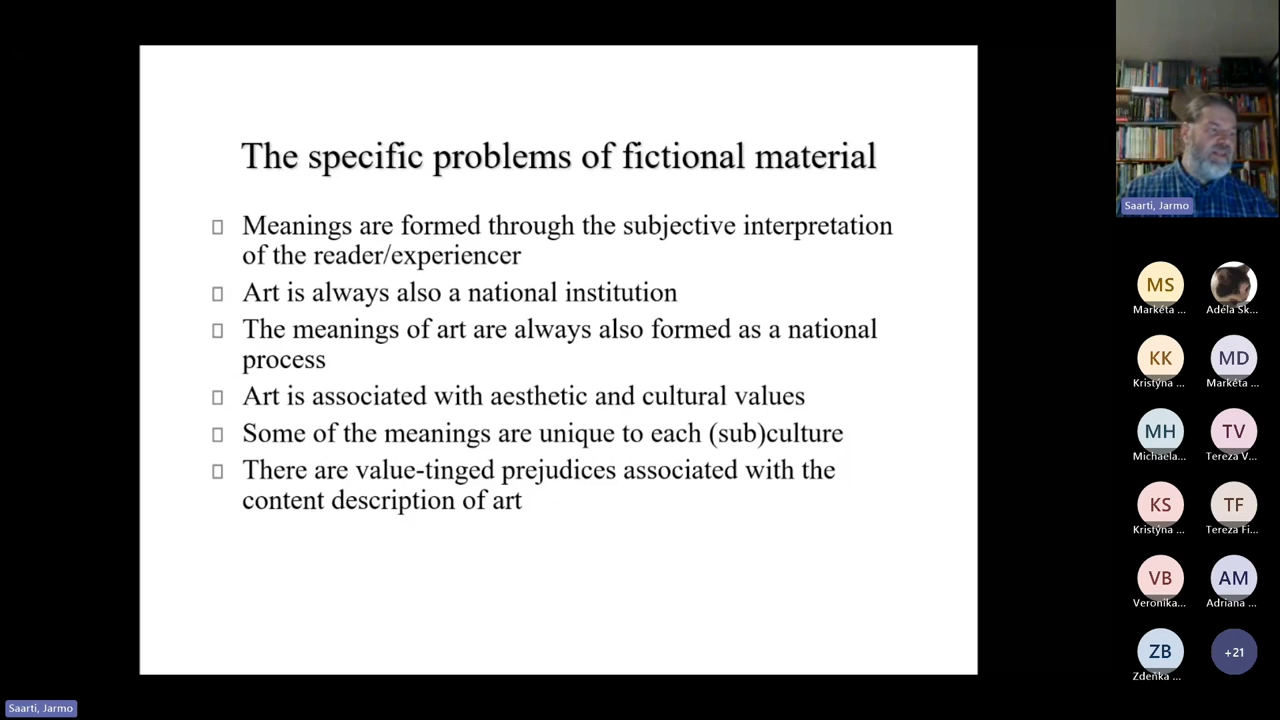 The specific problems of fictional material
Meanings are formed through the subjective interpretation
of the reader/experiencer
Art is always also a national institution
The meanings of art are always also formed as a national
process
Art is associated with aesthetic and cultural values
Some of the meanings are unique to each (sub)culture
There are value-tinged prejudices associated with the
content description of art
Saarti, Jarmo
MS
Markéta ...
Adéla Sk...
KK
Kristýna ...
MD
Markéta ...
MH
Michaela...
TV
Tereza V...
KS
Kristýna ...
TF
Tereza Fi...
VB
Veronika...
AM
Adriana ...
ZB
Zdeňka ...
+21
Saarti, Jarmo